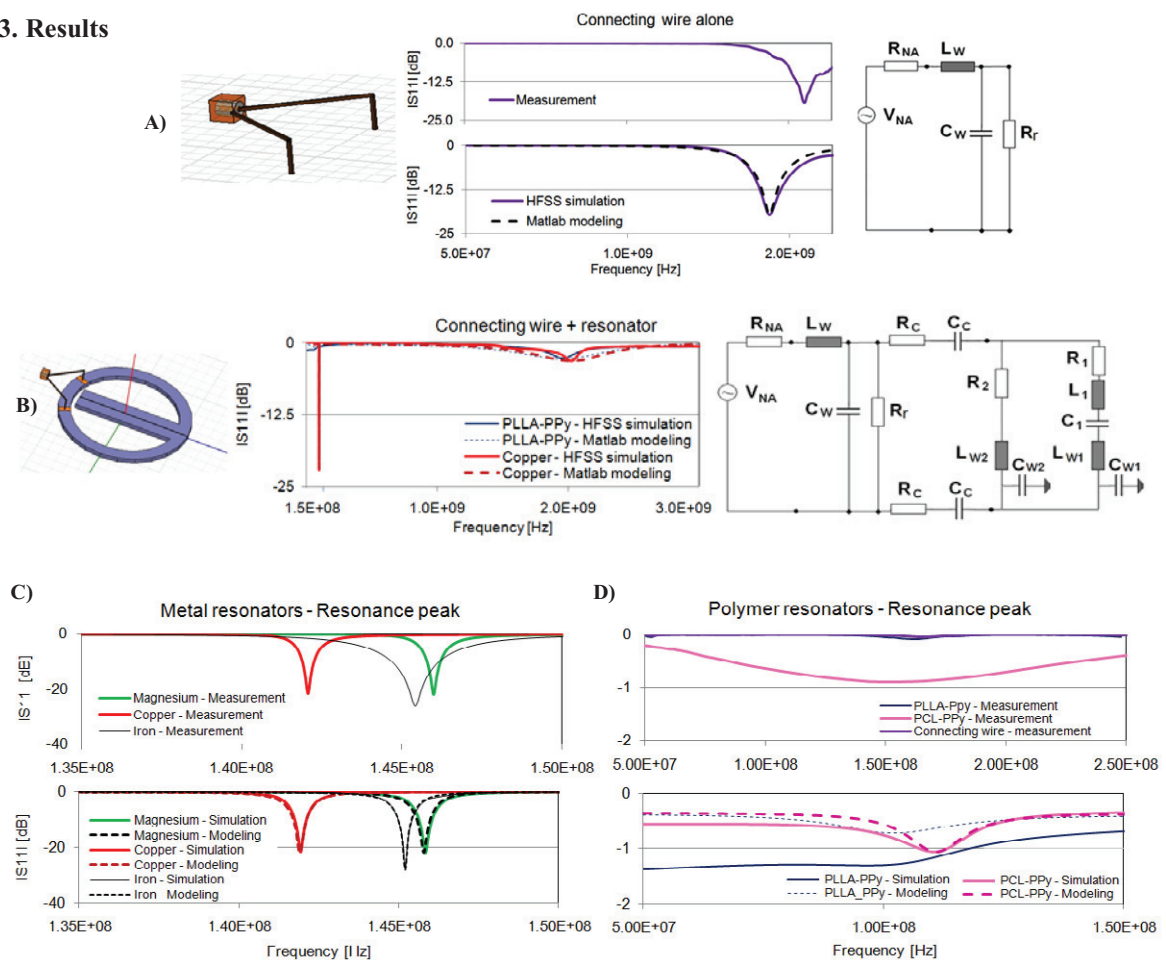 3. Results
A)
Connecting wire alone
IS11I [dB]
0.0
-12.5
-25.0
Measurement
IS11I [dB]
0
-12.5
-25
HFSS simulation
Matlab modeling
5.0E+07 1.0E+09 2.0E+09
Frequency [Hz]
RNA LW
VNA
CW
Rr
B)
Connecting wire + resonator
IS11I [dB]
0
-12.5
-25
PLLA-PPy - HFSS simulation
PLLA-PPy - Matlab modeling
Copper - HFSS simulation
Copper - Matlab modeling
1.5E+08 1.0E+09 2.0E+09 3.0E+09
Frequency [Hz]
RNA LW RC CC
VNA
CW
Rr
R2
R1
L1
C1
LW2
CW2
LW1
CW1
RC CC
C)
Metal resonators - Resonance peak
0
-20
-40
Magnesium - Measurement
Copper - Measurement
Iron - Measurement
1.35E+08 1.40E+08 1.45E+08 1.50E+08
IS11I [dB]
0
-20
-40
Magnesium - Simulation
Magnesium - Modeling
Copper - Simulation
Copper - Modeling
Iron - Simulation
Iron Modeling
1.35E+08 1.40E+08 1.45E+08 1.50E+08
Frequency [Hz]
D)
Polymer resonators - Resonance peak
0
-1
-2
PLLA-Ppy - Measurement
PCL-PPy - Measurement
Connecting wire - measurement
5.00E+07 1.00E+08 1.50E+08 2.00E+08 2.50E+08
0
-1
-2
PLLA-PPy - Simulation
PLLA_PPy - Modeling
PCL-PPy - Simulation
PCL-PPy - Modeling
5.00E+07 1.00E+08 1.50E+08
Frequency [Hz]